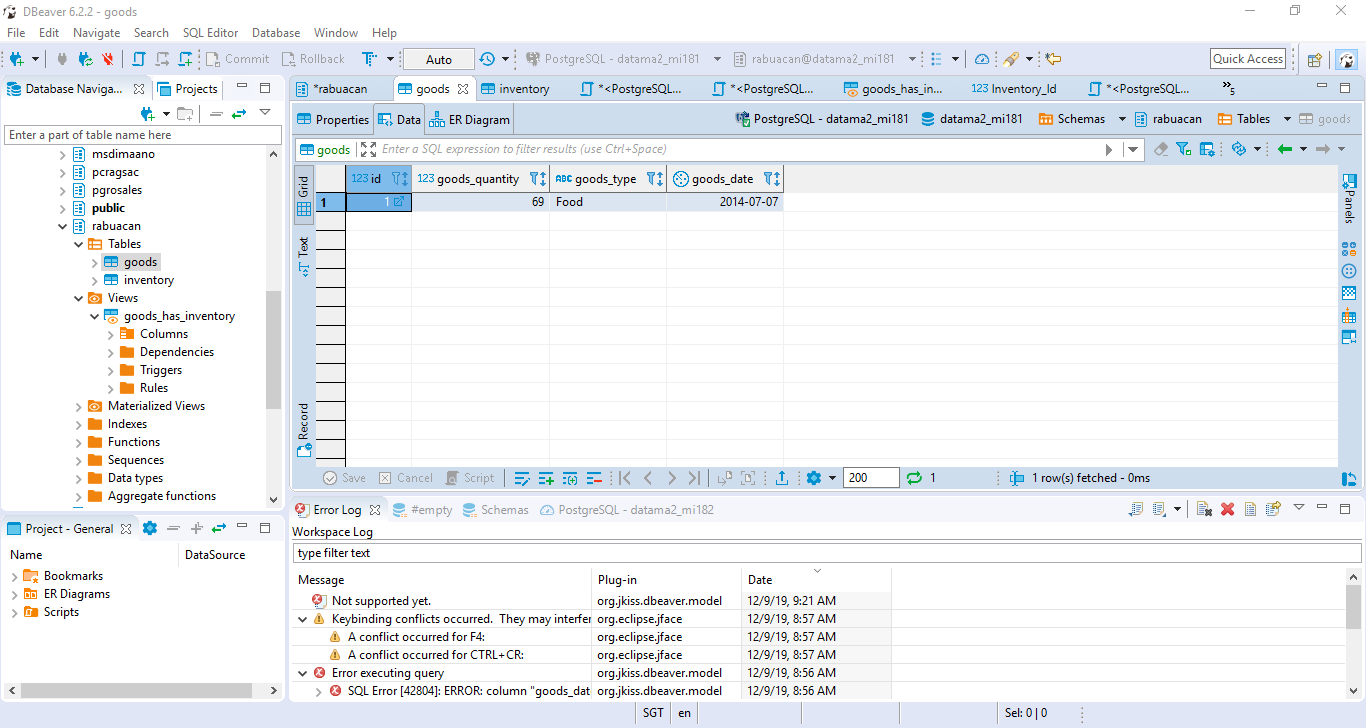 DBeaver 6.2.2 - goods
File Edit Navigate Search SQL Editor Database Window Help
Commit Rollback Auto PostgreSQL - datama2_mi181 rabuacan@datama2_mi181 Quick Access
Database Naviga... Projects
Enter a part of table name here
msdimaano
pcragsac
pgrosales
public
rabuacan
Tables
goods
inventory
Views
goods_has_inventory
Columns
Dependencies
Triggers
Rules
Materialized Views
Indexes
Functions
Sequences
Data types
Aggregate functions
*rabuacan goods inventory *<PostgreSQL... *<PostgreSQL... goods_has_in... 123 Inventory_Id *<PostgreSQL... »5
Properties Data ER Diagram PostgreSQL - datama2_mi181 datama2_mi181 Schemas rabuacan Tables goods
goods Enter a SQL expression to filter results (use Ctrl+Space)
Grid
Text
Record
Panels
123 id 123 goods_quantity ABC goods_type goods_date
1 1 69 Food 2014-07-07
Save Cancel Script 200 1 1 row(s) fetched - 0ms
Project - General
Name DataSource
Bookmarks
ER Diagrams
Scripts
Error Log #empty Schemas PostgreSQL - datama2_mi182
Workspace Log
type filter text
Message Plug-in Date
Not supported yet. org.jkiss.dbeaver.model 12/9/19, 9:21 AM
Keybinding conflicts occurred. They may interfer org.eclipse.jface 12/9/19, 8:57 AM
A conflict occurred for F4: org.eclipse.jface 12/9/19, 8:57 AM
A conflict occurred for CTRL+CR: org.eclipse.jface 12/9/19, 8:57 AM
Error executing query org.jkiss.dbeaver.model 12/9/19, 8:56 AM
SQL Error [42804]: ERROR: column "goods_dat org.jkiss.dbeaver.model 12/9/19, 8:56 AM
SGT en Sel: 0 | 0